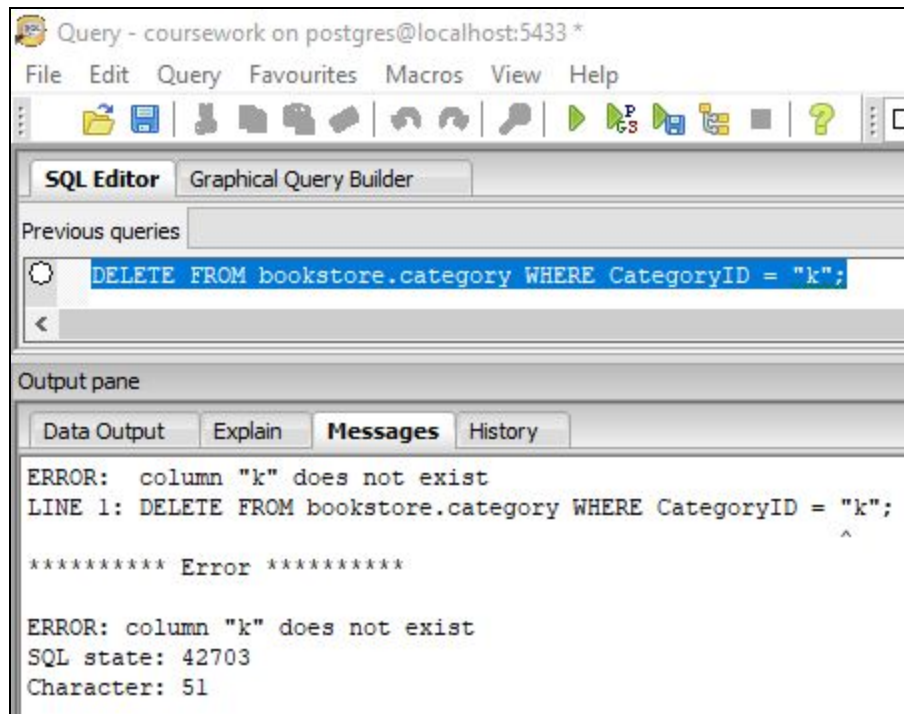 Query - coursework on postgres@localhost:5433 *
File Edit Query Favourites Macros View Help
SQL Editor Graphical Query Builder
Previous queries
DELETE FROM bookstore.category WHERE CategoryID = "k";
Output pane
Data Output Explain Messages History
ERROR:  column "k" does not exist
LINE 1: DELETE FROM bookstore.category WHERE CategoryID = "k";
^
********** Error **********
ERROR: column "k" does not exist
SQL state: 42703
Character: 51